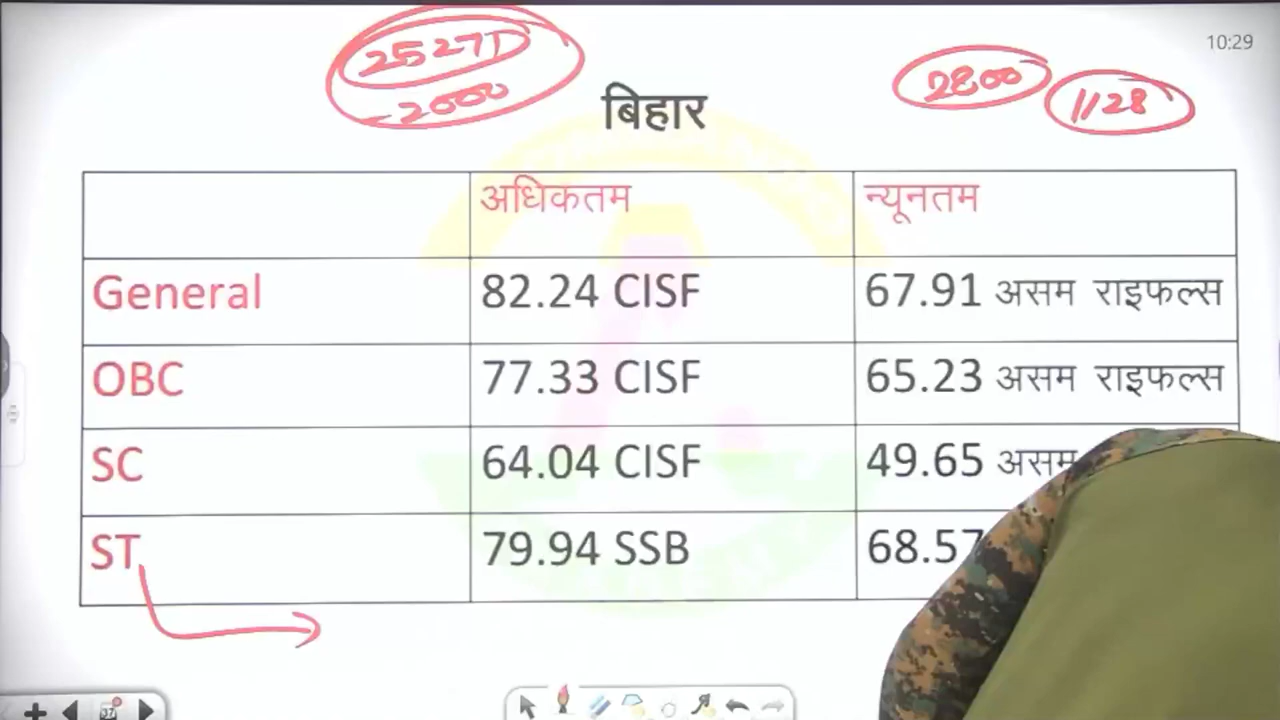 10:29
25271
2000
2800
1128
बिहार
अधिकतम न्यूनतम
General 82.24 CISF 67.91 असम राइफल्स
OBC 77.33 CISF 65.23 असम राइफल्स
SC 64.04 CISF 49.65 असम
ST 79.94 SSB 68.57